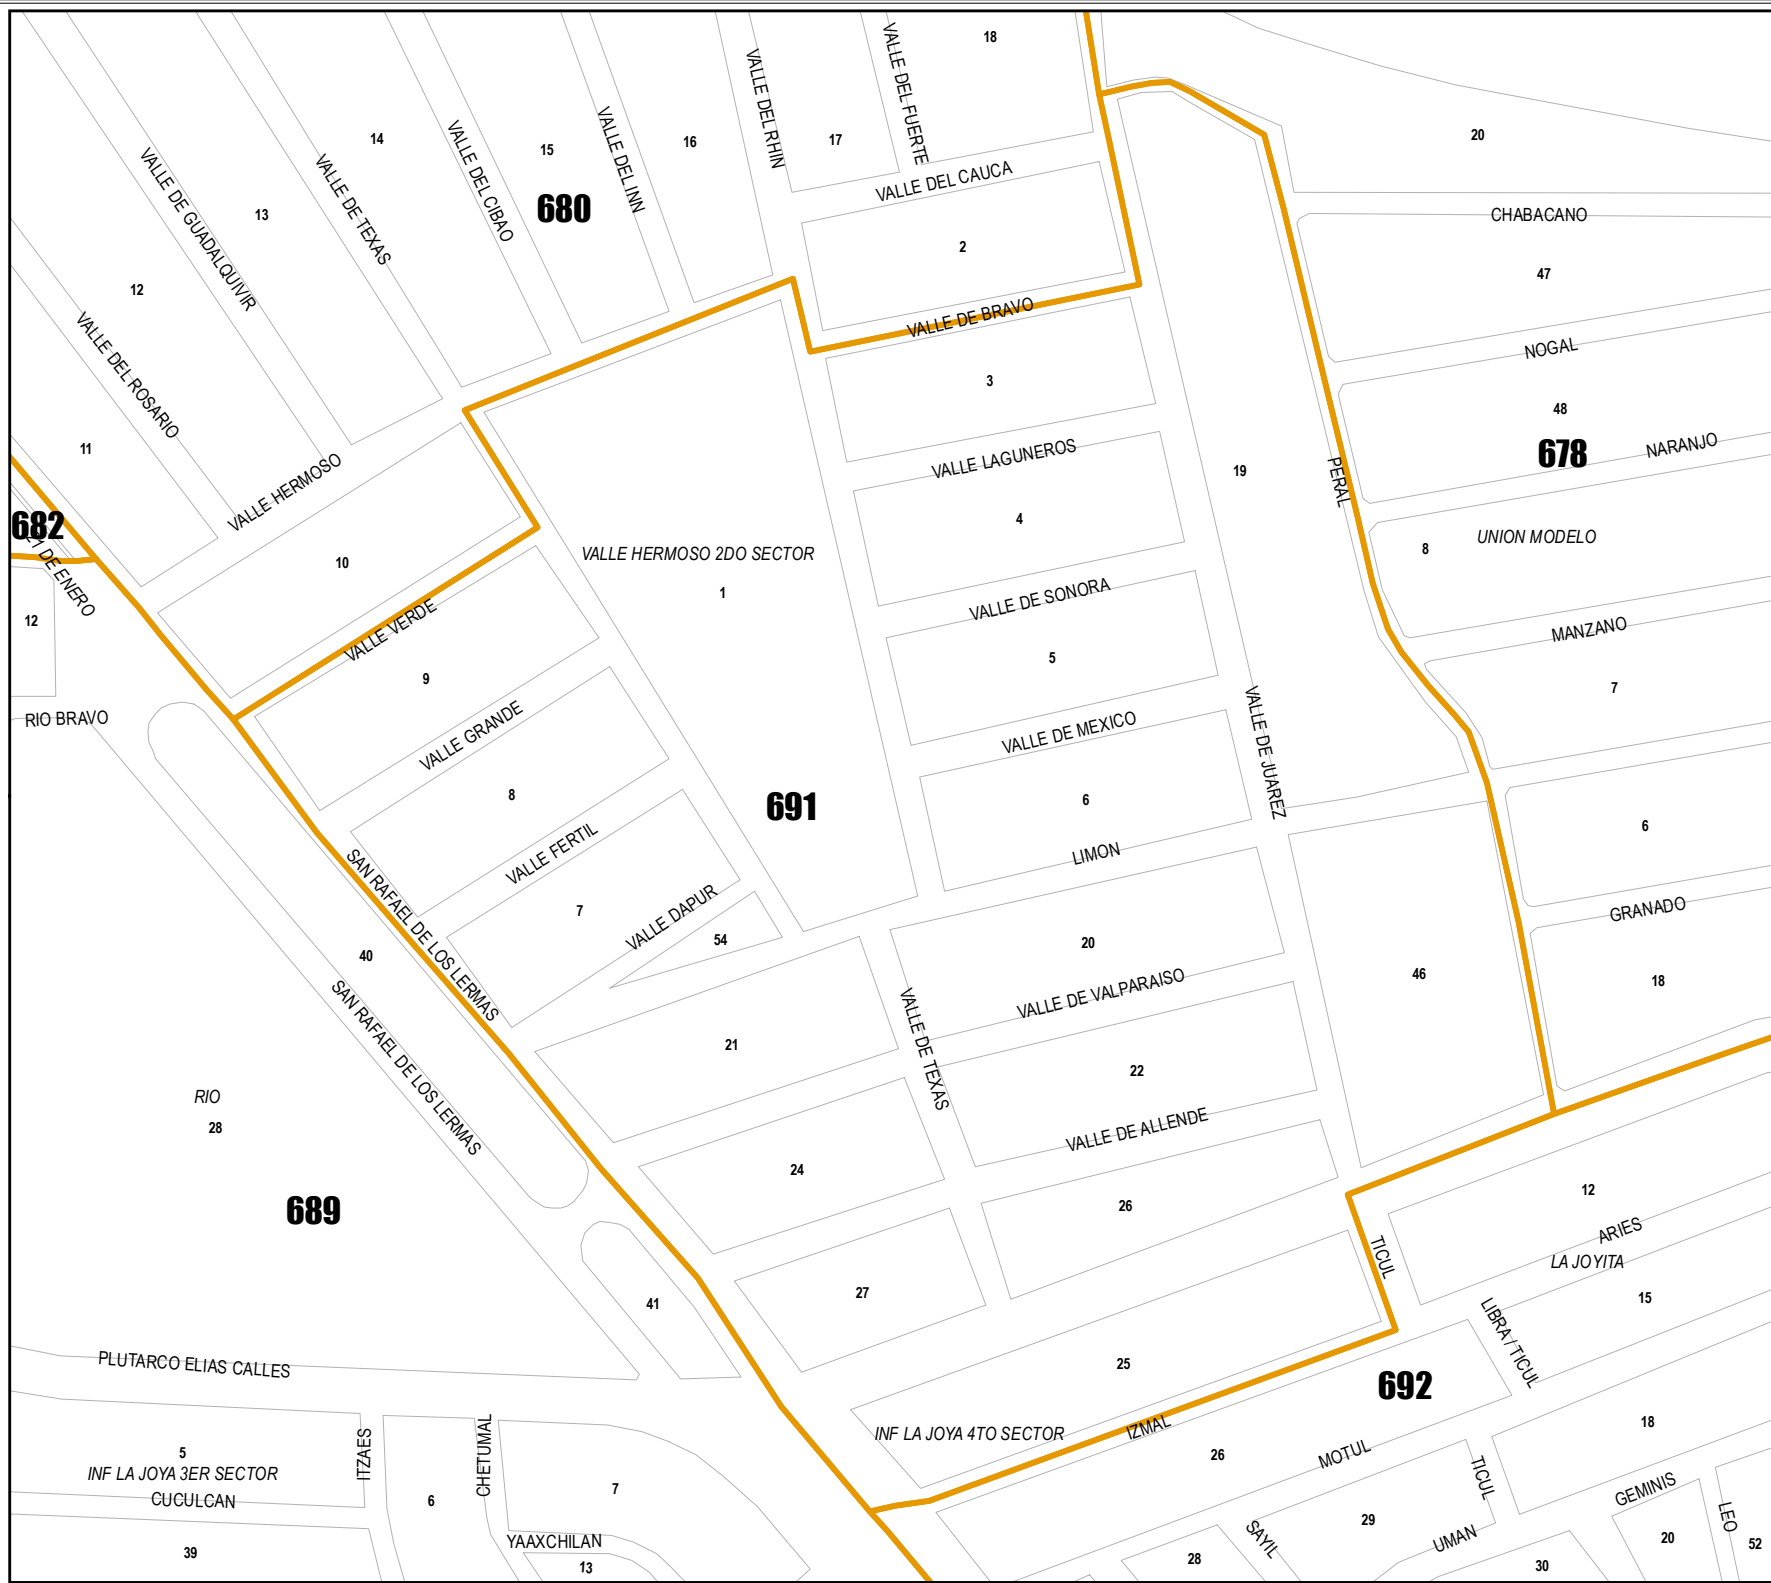 18
VALLE DEL RHIN
VALLE DEL FUERTE
14
VALLE DEL CIBAO
15
VALLE DEL INN
16
17
20
VALLE DE GUADALQUIVIR
VALLE DE TEXAS
VALLE DEL CAUCA
13
680
CHABACANO
2
47
12
VALLE DEL ROSARIO
VALLE DE BRAVO
NOGAL
3
48
11
VALLE HERMOSO
VALLE LAGUNEROS
19
PERAL
NARANJO
678
682
21 DE ENERO
4
UNION MODELO
8
VALLE HERMOSO 2DO SECTOR
10
1
VALLE DE SONORA
12
VALLE VERDE
MANZANO
5
9
7
RIO BRAVO
VALLE GRANDE
VALLE DE MEXICO
VALLE DE JUAREZ
8
691
6
6
VALLE FERTIL
LIMON
SAN RAFAEL DE LOS LERMAS
7
VALLE DAPUR
GRANADO
54
20
40
46
18
VALLE DE VALPARAISO
SAN RAFAEL DE LOS LERMAS
21
VALLE DE TEXAS
22
RIO
28
VALLE DE ALLENDE
24
12
689
26
ARIES
TICUL
LA JOYITA
27
41
15
LIBRA / TICUL
PLUTARCO ELIAS CALLES
25
692
INF LA JOYA 4TO SECTOR
IZMAL
18
ITZAES
CHETUMAL
5
INF LA JOYA 3ER SECTOR
CUCULCAN
26
MOTUL
TICUL
7
6
GEMINIS
29
LEO
SAYIL
UMAN
YAAXCHILAN
20
52
39
13
28
30